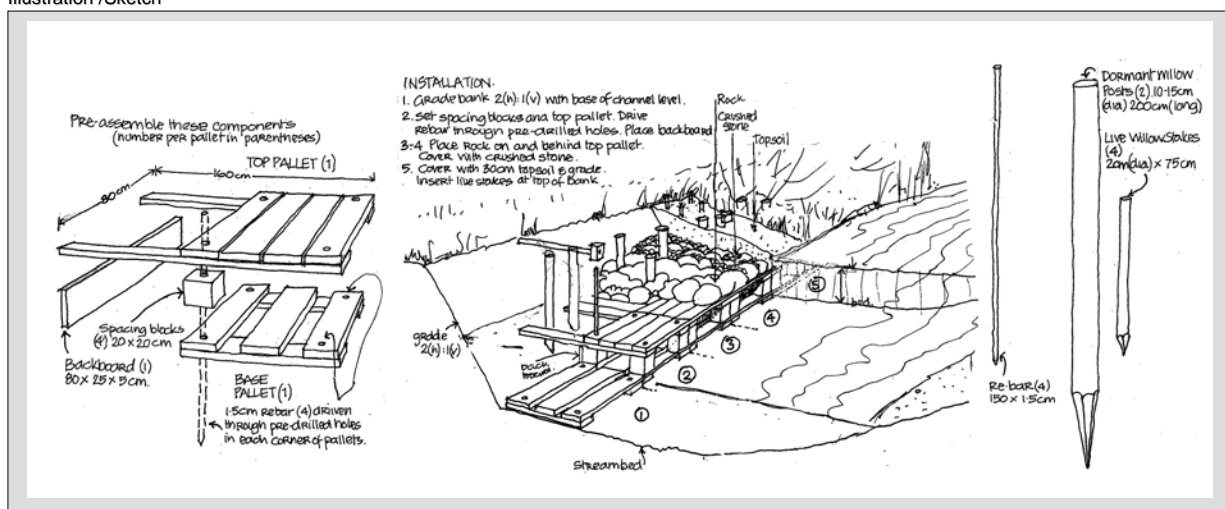 Illustration /Sketch
Pre-assemble these components
(number per pallet in parentheses)
TOP PALLET (1)
160cm
80cm
Spacing blocks
(4) 20 x 20cm
Backboard (1)
80 x 25 x 5cm.
BASE
PALLET (1)
1.5cm rebar (4) driven
through pre-drilled holes
in each corner of pallets.
INSTALLATION.
1. Grade bank 2(h):1(v) with base of channel level.
2. Set spacing blocks and top pallet. Drive
rebar through pre-drilled holes. Place backboard
3-4 Place Rock on and behind top pallet.
Cover with crushed stone.
5. Cover with 30cm topsoil & grade.
Insert live stakes at top of bank
Rock
Crushed
Stone
Topsoil
grade
2(h):1(v)
back
1
2
3
4
5
Streambed
Re-bar (4)
150 x 1.5cm
Dormant Willow
Posts (2) 10-15cm
(dia) 200cm (long)
Live Willow Stakes
(4)
2cm (dia) x 75cm